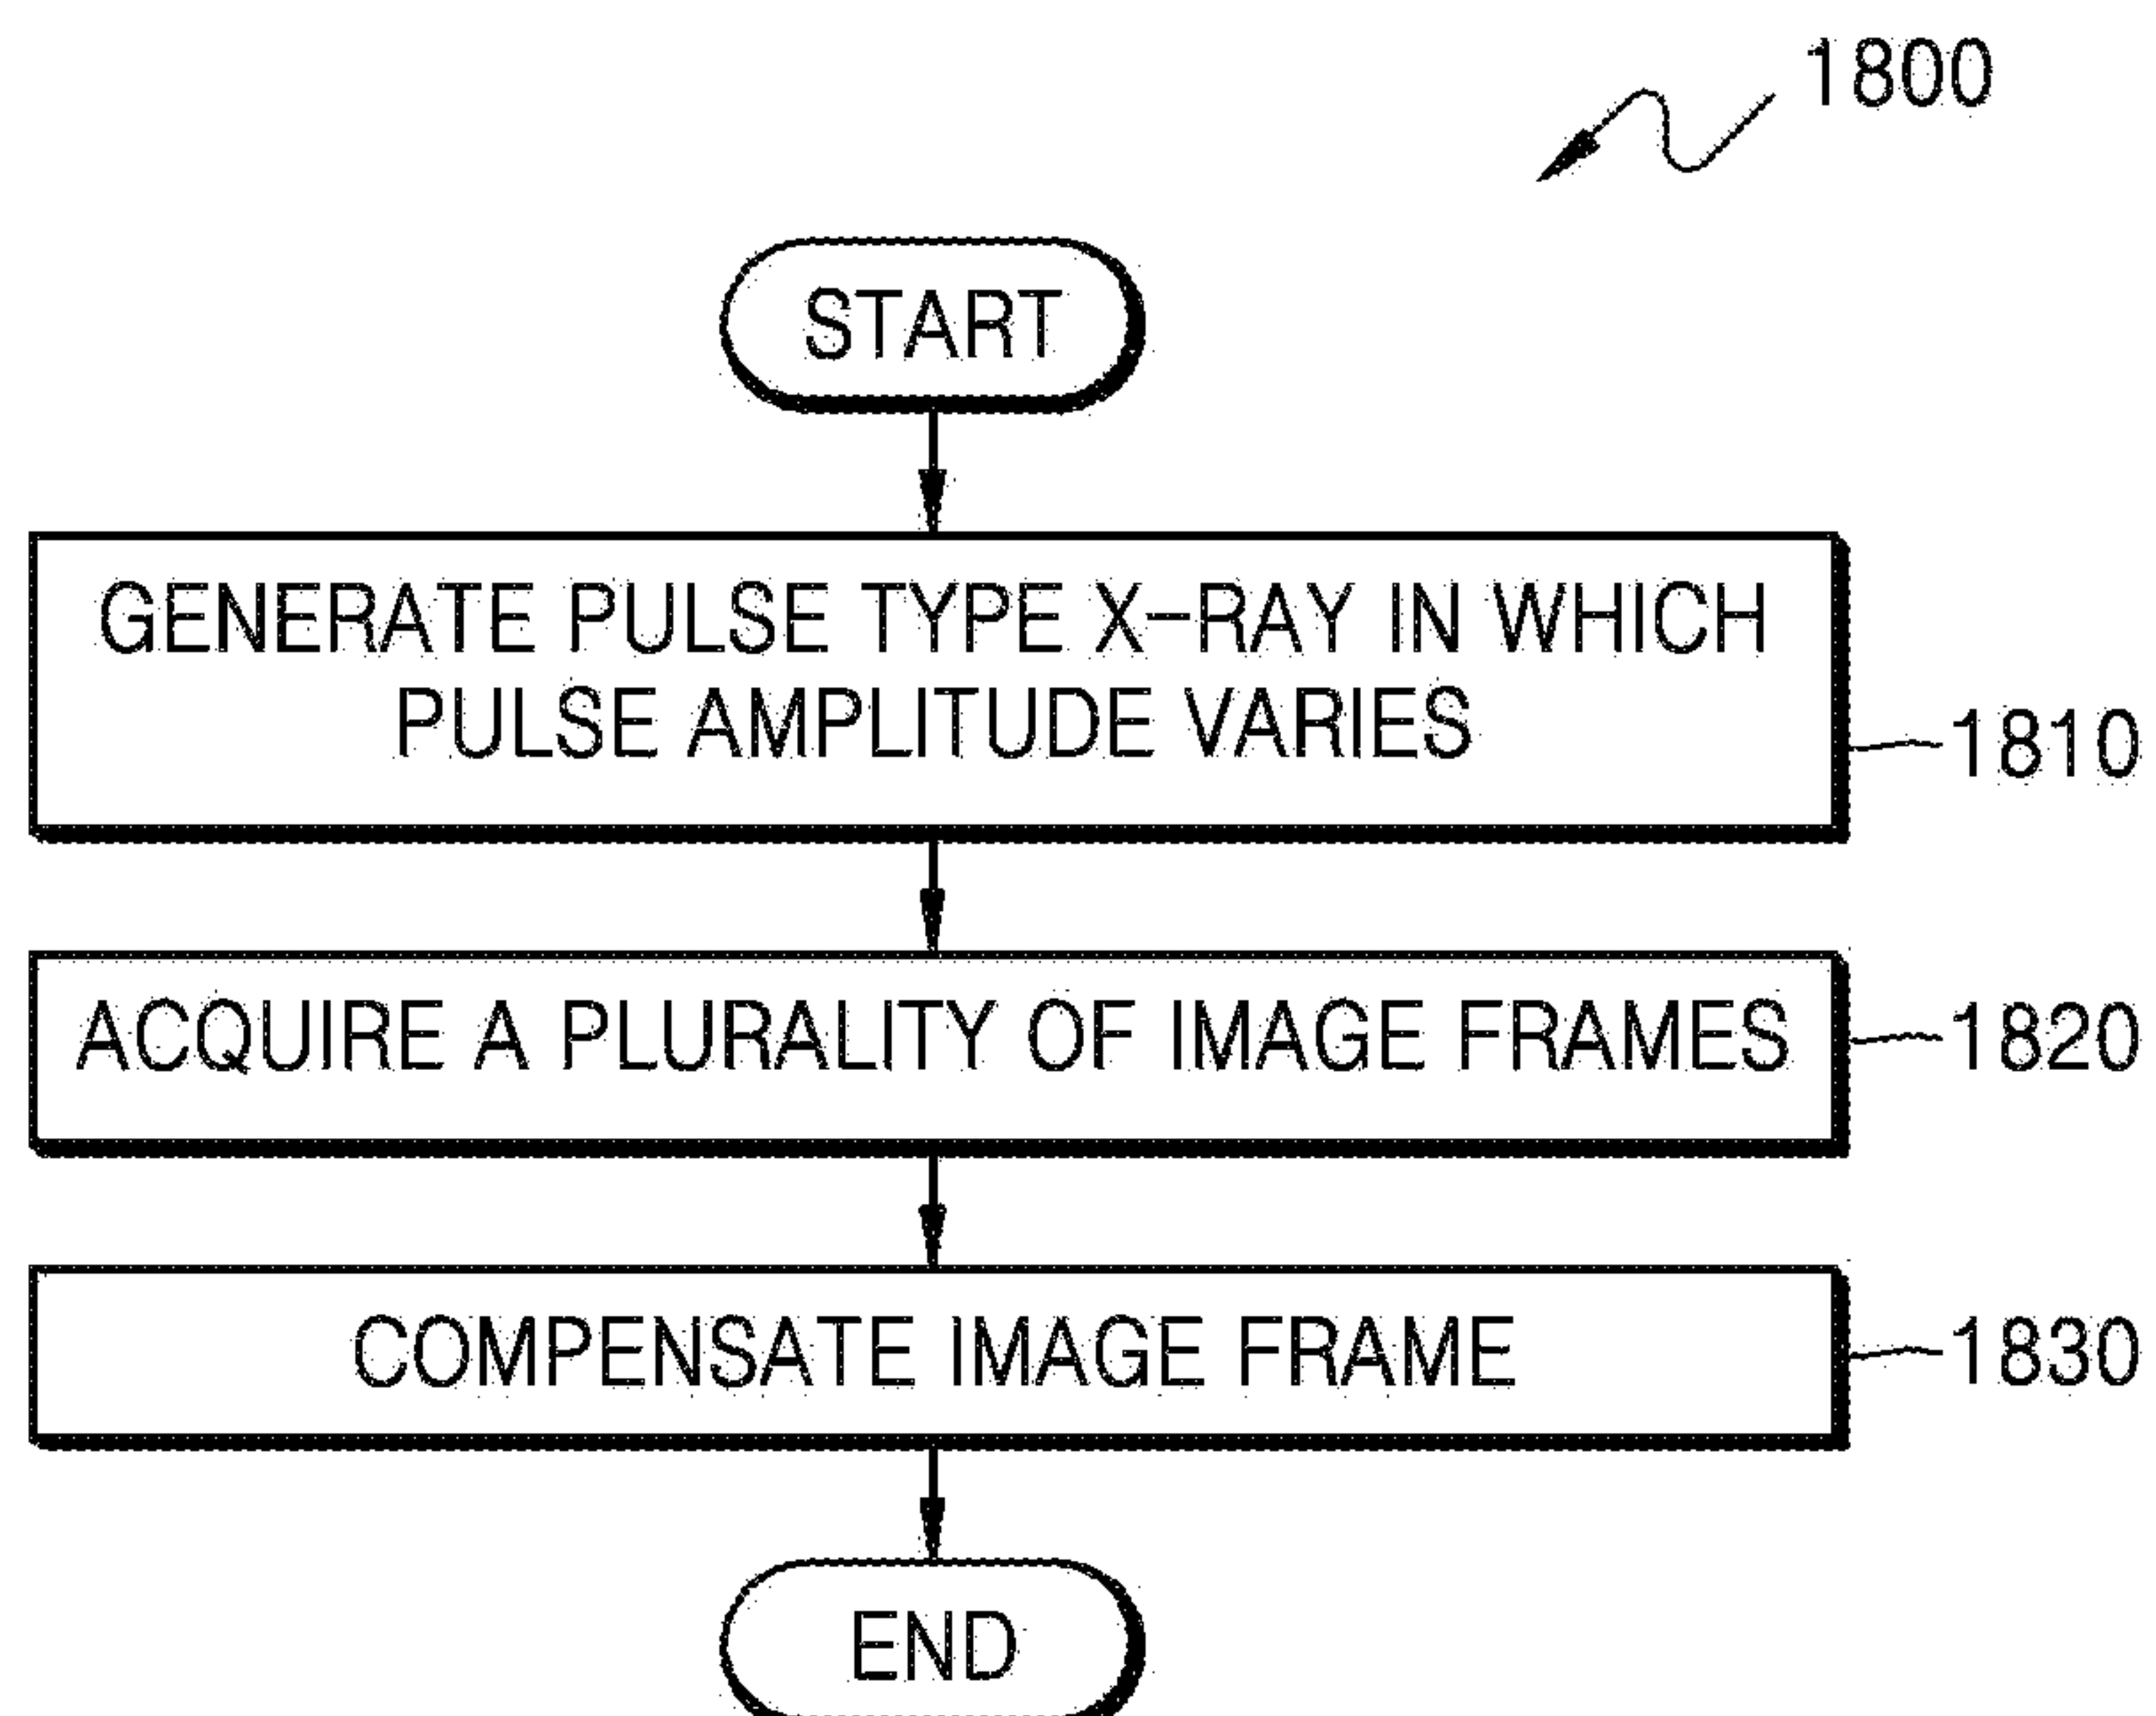 1800
START
GENERATE PULSE TYPE X-RAY IN WHICH
PULSE AMPLITUDE VARIES
1810
ACQUIRE A PLURALITY OF IMAGE FRAMES
1820
COMPENSATE IMAGE FRAME
1830
END